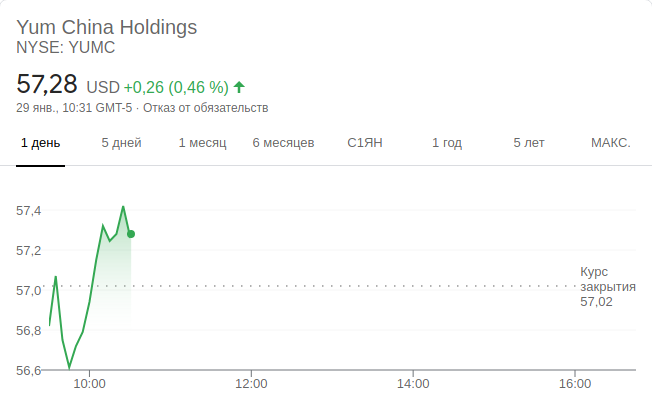 Yum China Holdings
NYSE: YUMC
57,28 USD +0,26 (0,46 %)
29 янв., 10:31 GMT-5 · Отказ от обязательств
1 день 5 дней 1 месяц 6 месяцев С1ЯН 1 год 5 лет МАКС.
57,4
57,2
57,0
56,8
56,6
Курс
закрытия
57,02
10:00 12:00 14:00 16:00